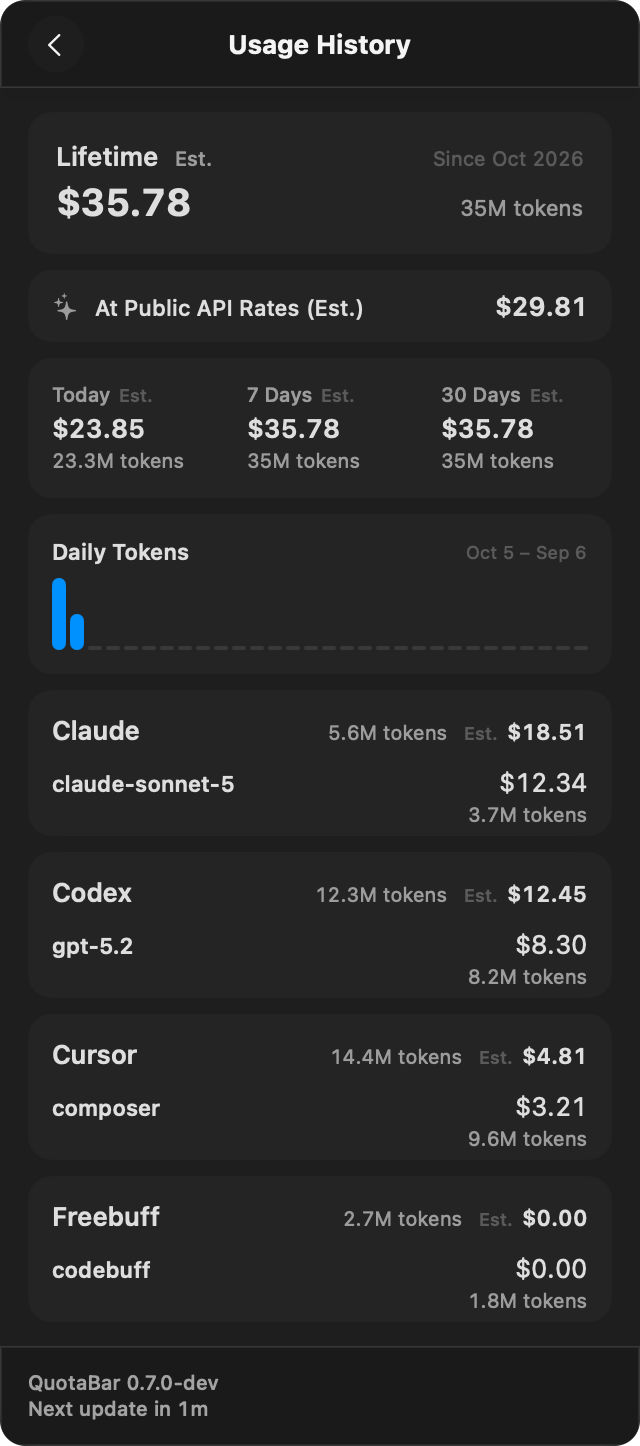 Usage History
Lifetime Est. Since Oct 2026
$35.78 35M tokens
At Public API Rates (Est.) $29.81
Today Est. 7 Days Est. 30 Days Est.
$23.85 $35.78 $35.78
23.3M tokens 35M tokens 35M tokens
Daily Tokens Oct 5 – Sep 6
Claude 5.6M tokens Est. $18.51
claude-sonnet-5 $12.34
3.7M tokens
Codex 12.3M tokens Est. $12.45
gpt-5.2 $8.30
8.2M tokens
Cursor 14.4M tokens Est. $4.81
composer $3.21
9.6M tokens
Freebuff 2.7M tokens Est. $0.00
codebuff $0.00
1.8M tokens
QuotaBar 0.7.0-dev
Next update in 1m